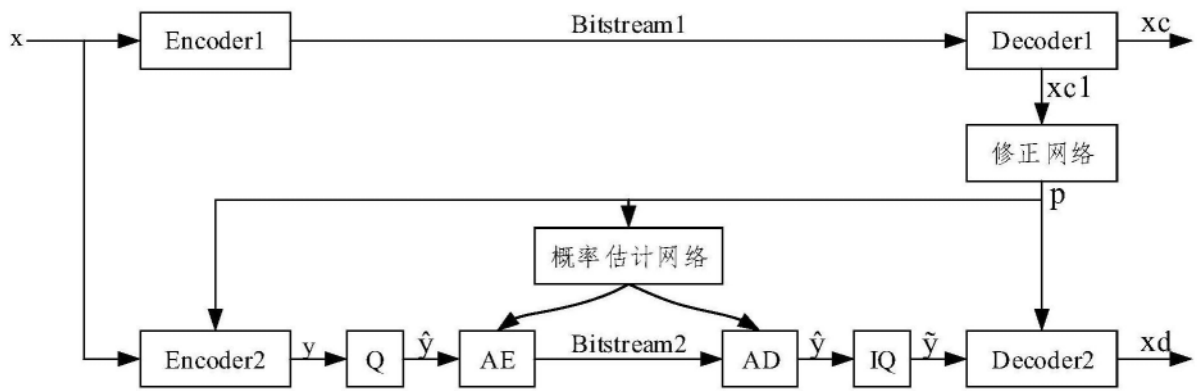 x Encoder1 Bitstream1 Decoder1 xc
xc1
修正网络
p
概率估计网络
Encoder2 y Q ŷ AE Bitstream2 AD ŷ IQ ỹ Decoder2 xd